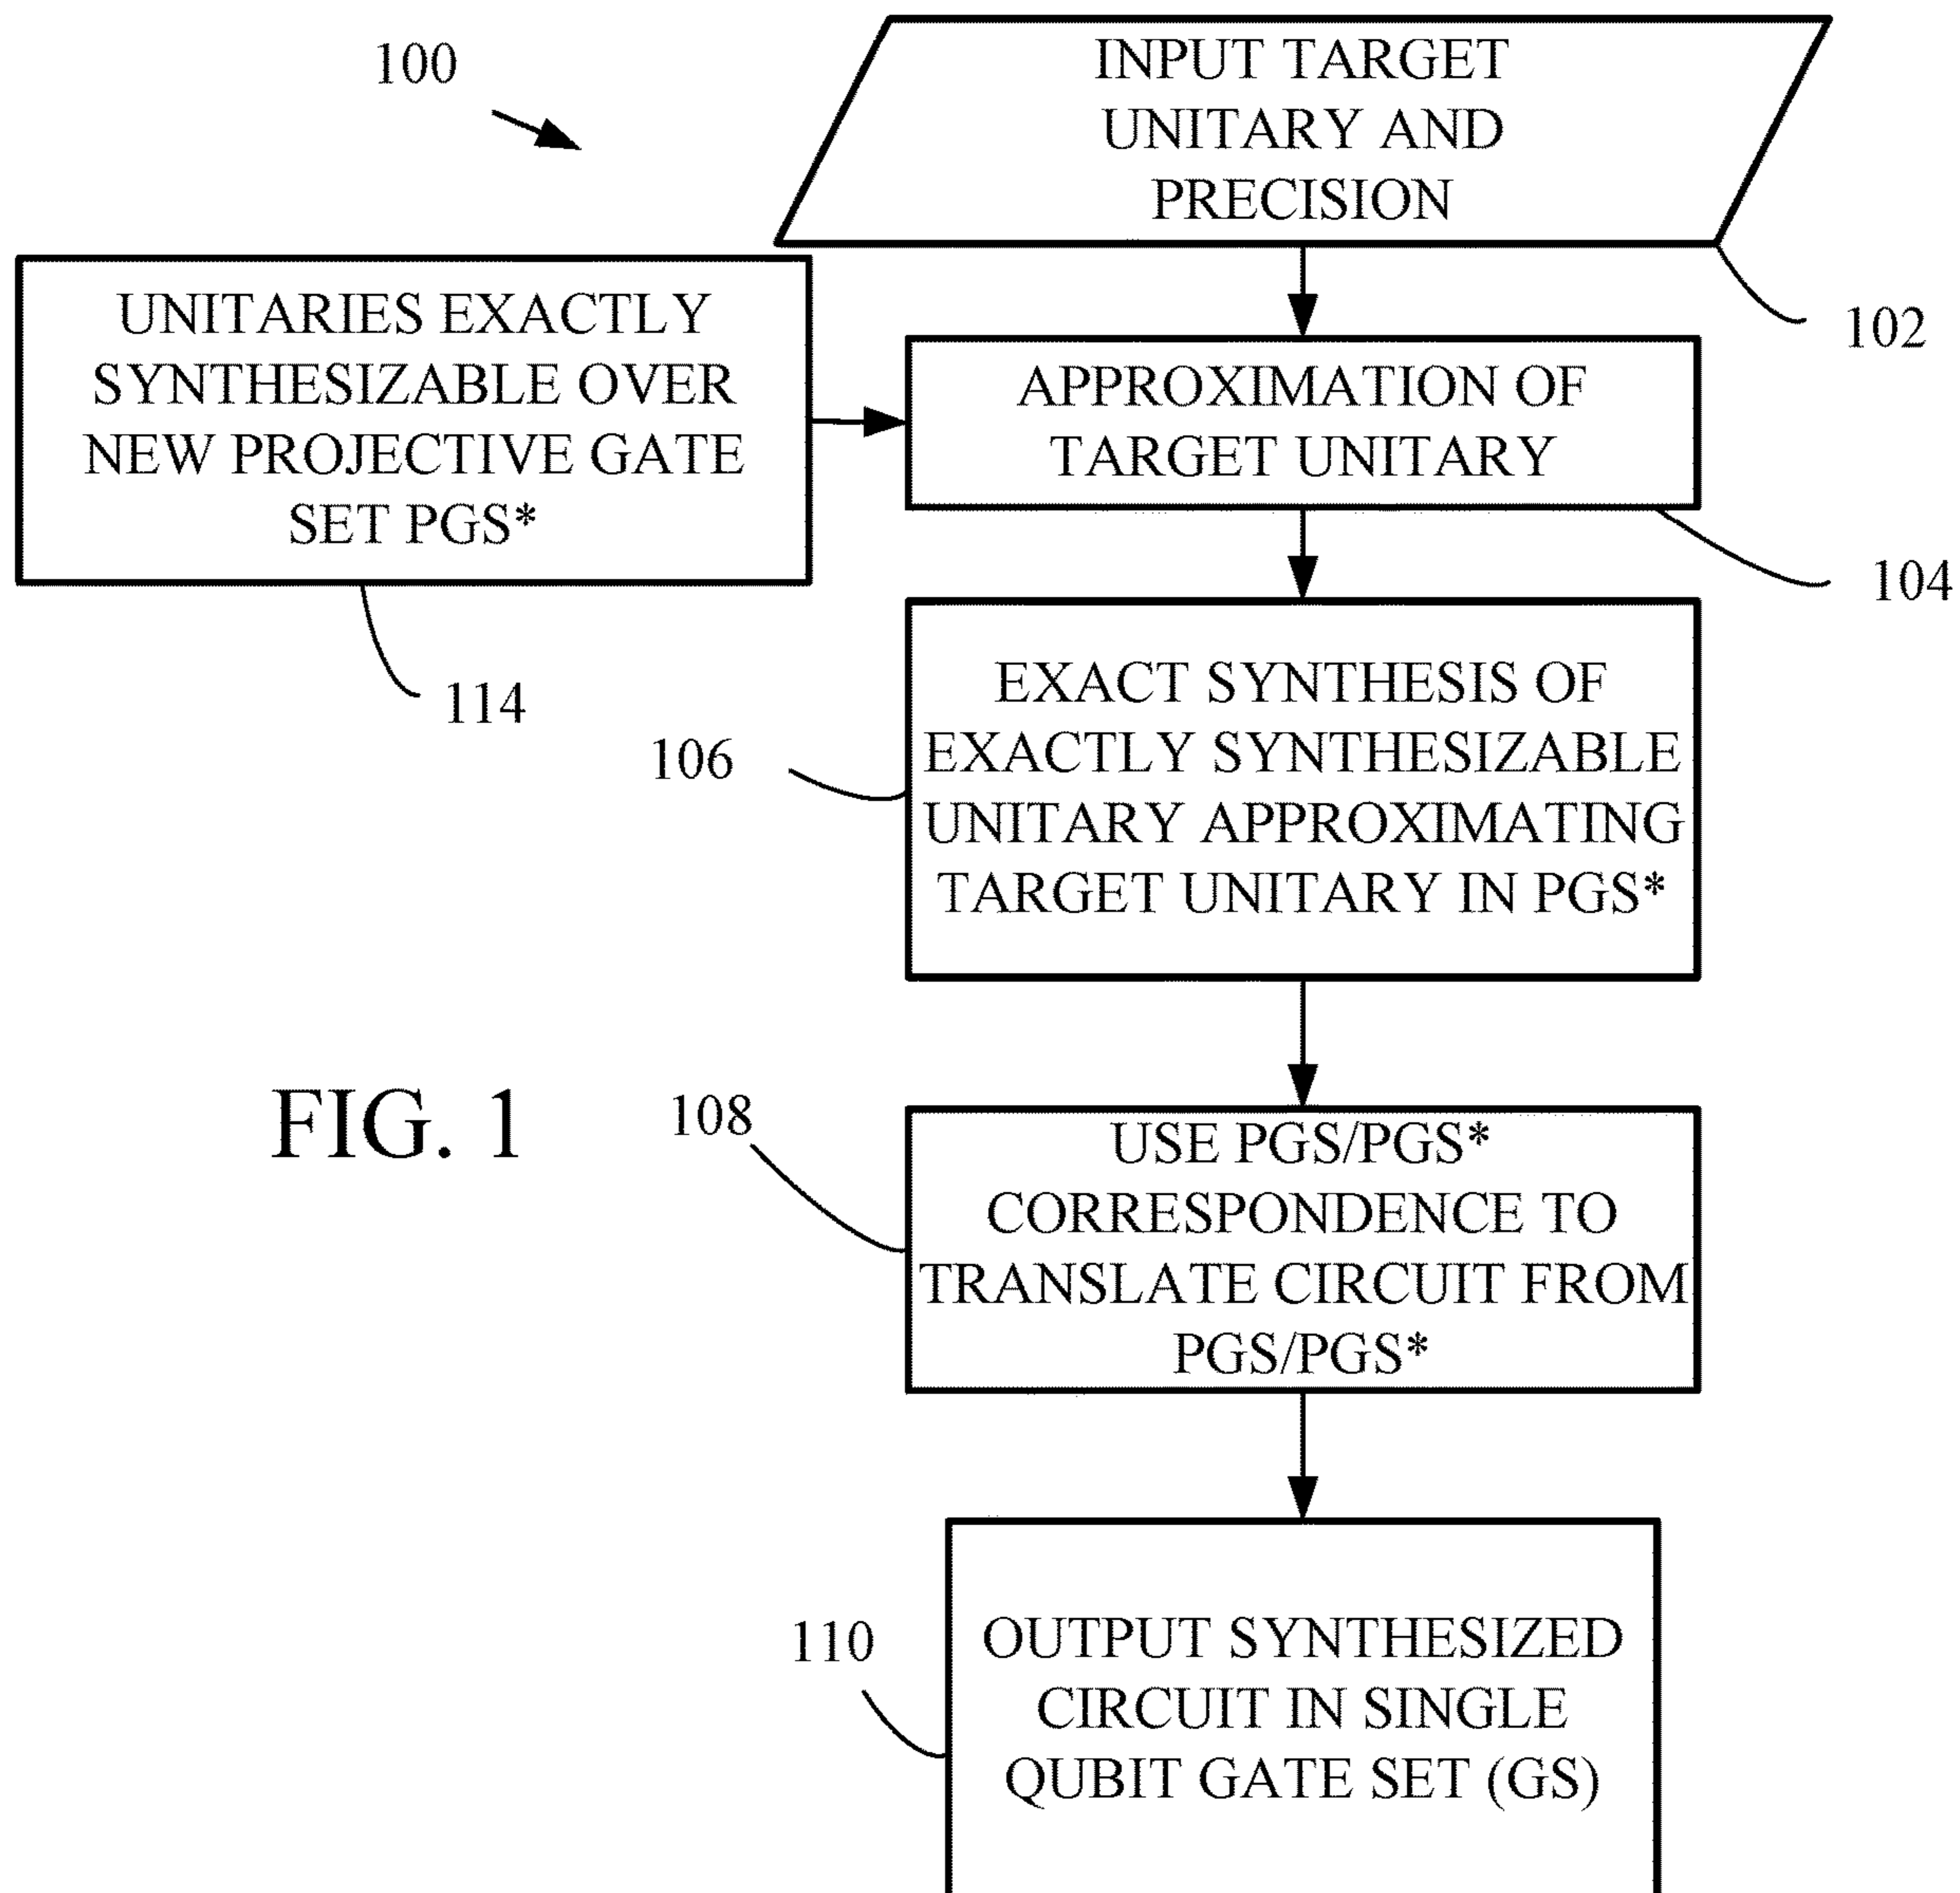 100
INPUT TARGET
UNITARY AND
PRECISION
102
UNITARIES EXACTLY
SYNTHESIZABLE OVER
NEW PROJECTIVE GATE
SET PGS*
114
APPROXIMATION OF
TARGET UNITARY
104
EXACT SYNTHESIS OF
EXACTLY SYNTHESIZABLE
UNITARY APPROXIMATING
TARGET UNITARY IN PGS*
106
FIG. 1
108
USE PGS/PGS*
CORRESPONDENCE TO
TRANSLATE CIRCUIT FROM
PGS/PGS*
110
OUTPUT SYNTHESIZED
CIRCUIT IN SINGLE
QUBIT GATE SET (GS)